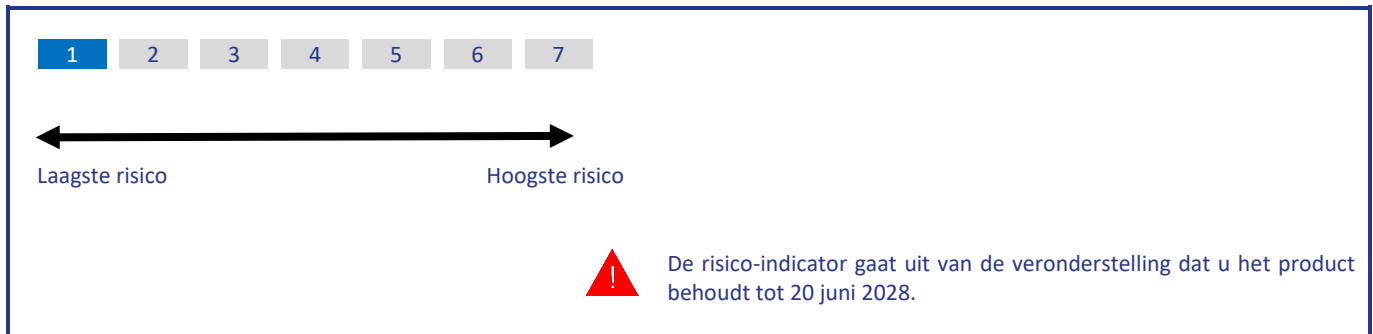 1 2 3 4 5 6 7
Laagste risico Hoogste risico
! De risico-indicator gaat uit van de veronderstelling dat u het product
behoudt tot 20 juni 2028.